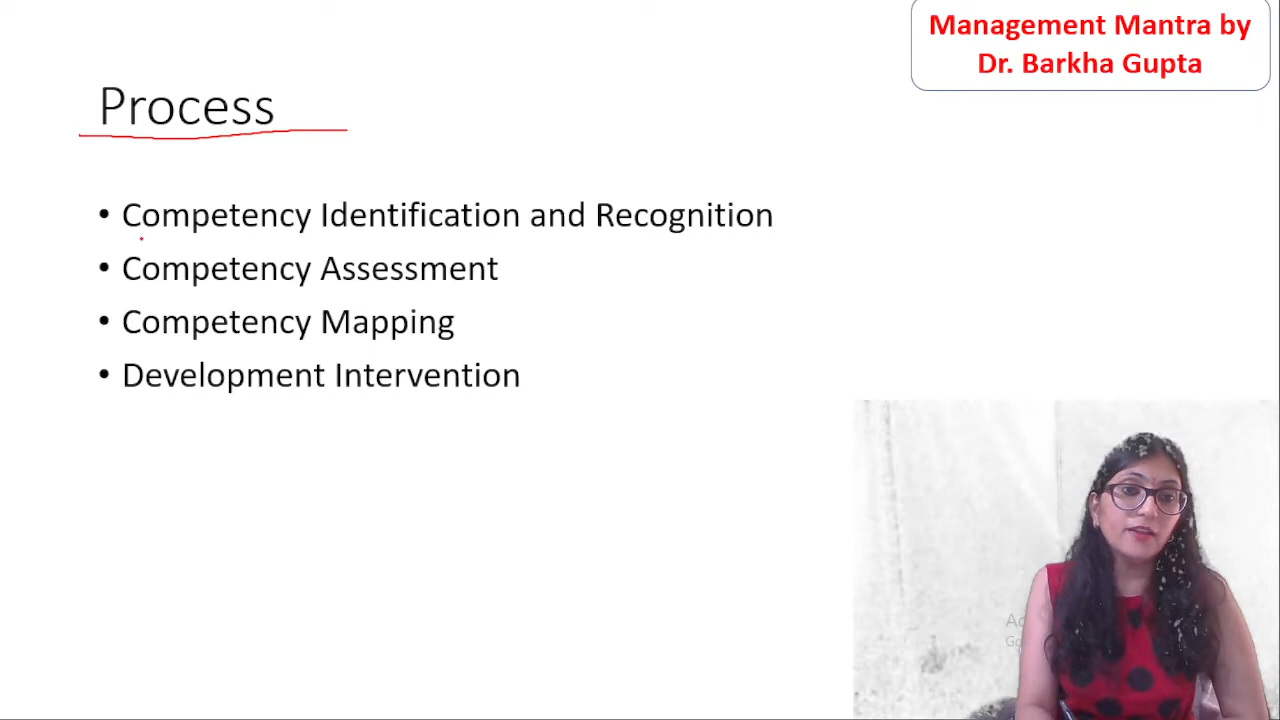 Management Mantra by
Dr. Barkha Gupta
Process
• Competency Identification and Recognition
• Competency Assessment
• Competency Mapping
• Development Intervention